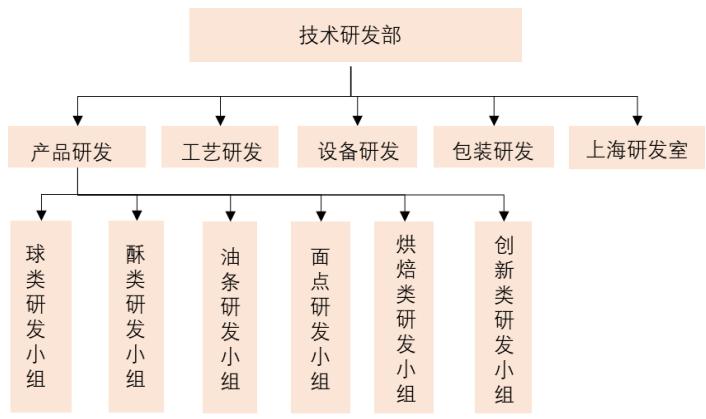 技术研发部
产品研发
工艺研发
设备研发
包装研发
上海研发室
球类研发小组
酥类研发小组
油条研发小组
面点研发小组
烘焙类研发小组
创新类研发小组